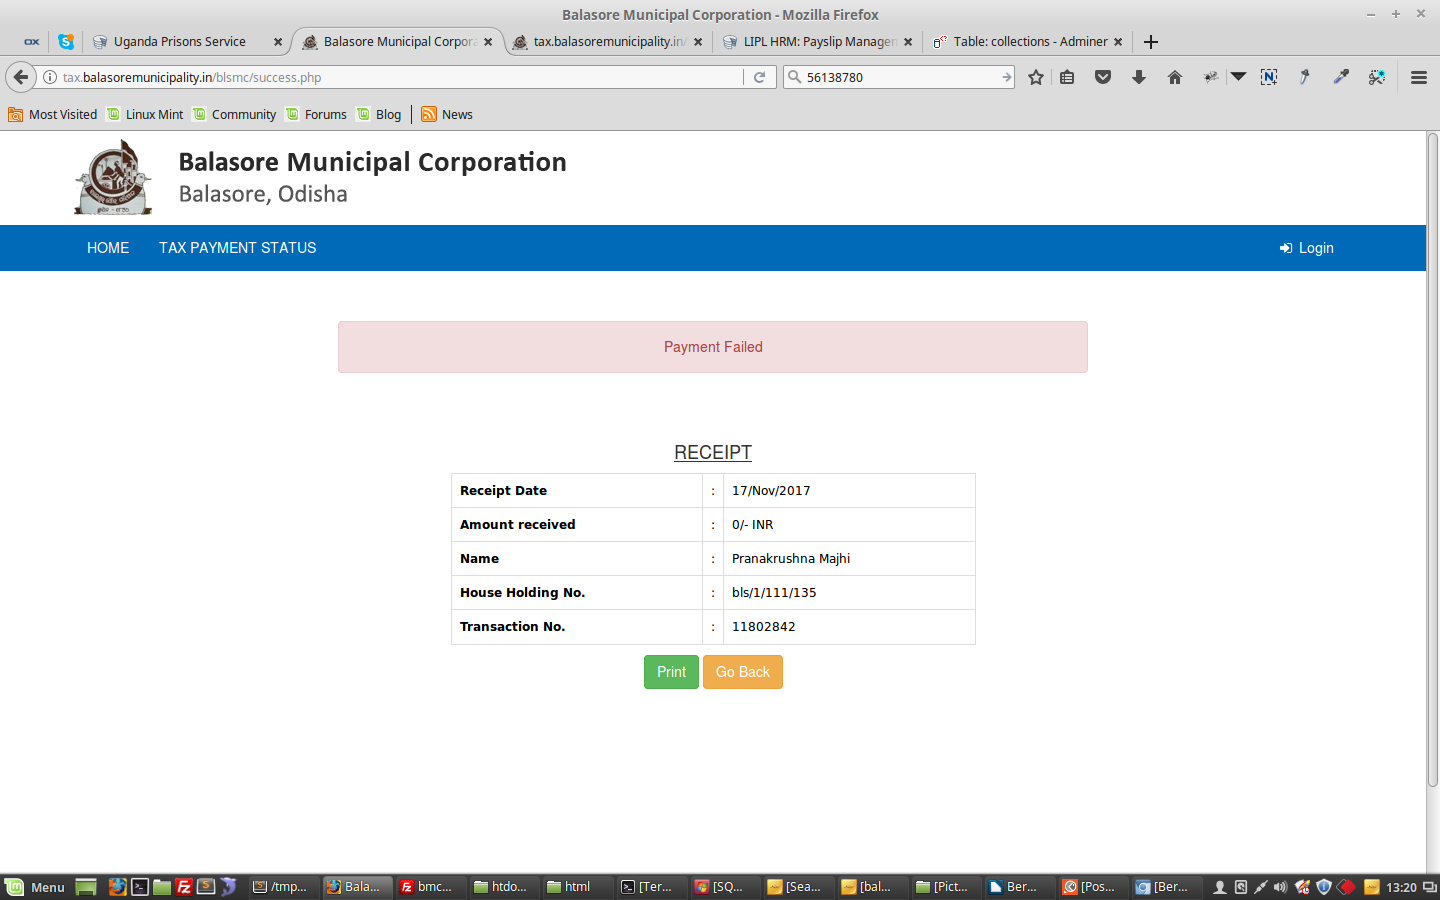 Balasore Municipal Corporation - Mozilla Firefox
OX
Uganda Prisons Service
Balasore Municipal Corpora
tax.balasoremunicipality.in/
LIPL HRM: Payslip Manager
Table: collections - Adminer
tax.balasoremunicipality.in/blsmc/success.php
56138780
Most Visited
Linux Mint
Community
Forums
Blog
News
Balasore Municipal Corporation
Balasore, Odisha
HOME
TAX PAYMENT STATUS
Login
Payment Failed
RECEIPT
Receipt Date : 17/Nov/2017
Amount received : 0/- INR
Name : Pranakrushna Majhi
House Holding No. : bls/1/111/135
Transaction No. : 11802842
Print
Go Back
Menu
/tmp...
Bala...
bmc...
htdo...
html
[Ter...
[SQ...
[Sea...
[bal...
[Pict...
Ber...
[Pos...
[Ber...
13:20